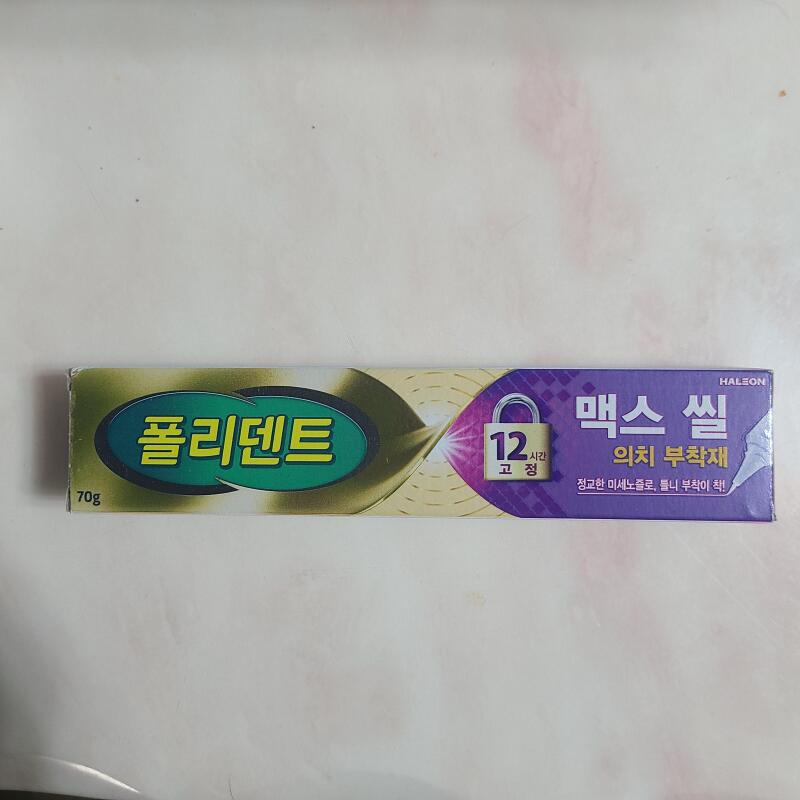 폴리덴트
70g
12시간
고정
HALEON
맥스 씰
의치 부착재
정교한 미세노즐로, 틀니 부착이 착!